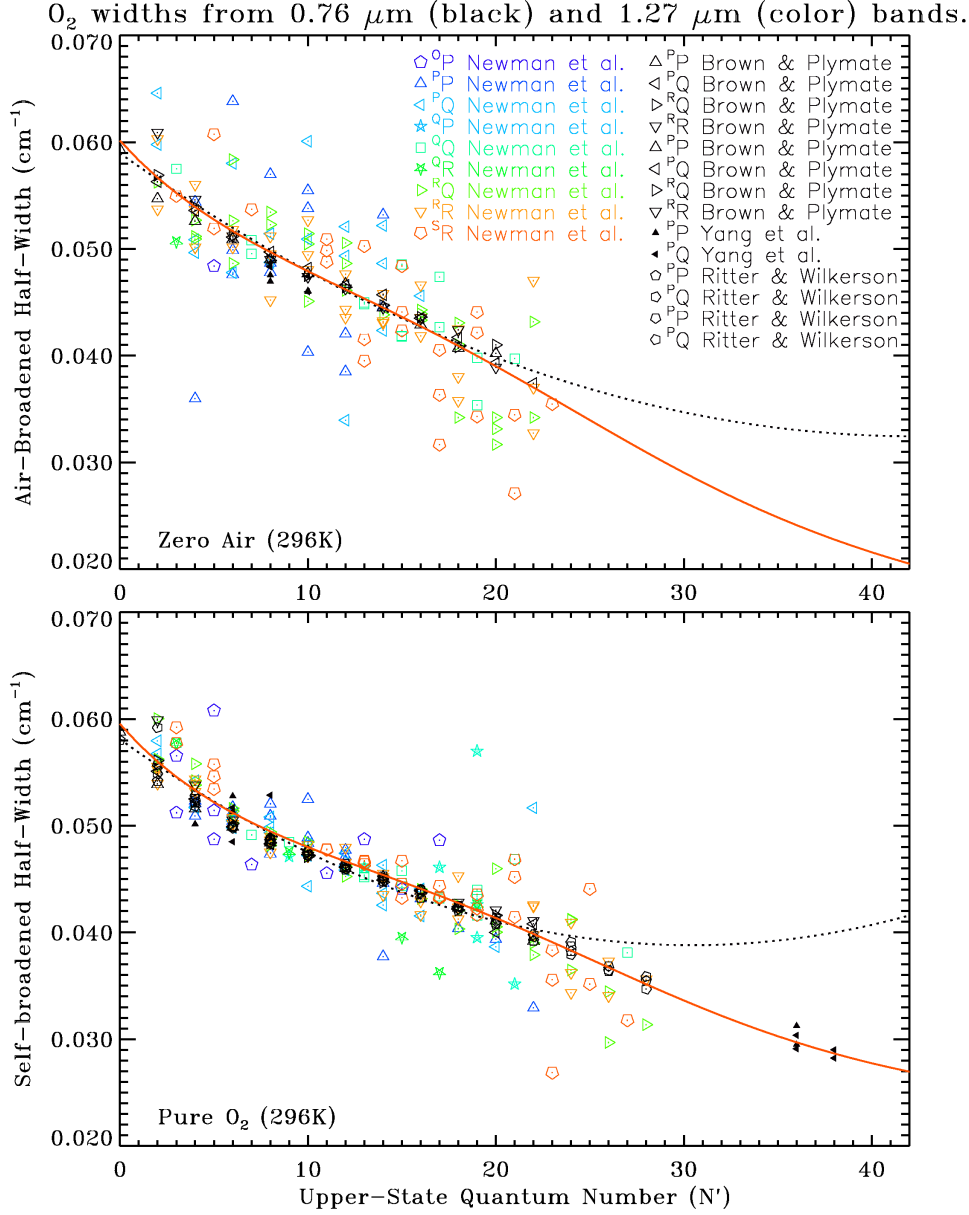 O₂ widths from 0.76 μm (black) and 1.27 μm (color) bands.
0.070
0.060
0.050
0.040
0.030
0.020
Air-Broadened Half-Width (cm⁻¹)
ᴼP Newman et al.
ᴾP Newman et al.
ᴾQ Newman et al.
ꟴP Newman et al.
ꟴQ Newman et al.
ꟴR Newman et al.
ᴿQ Newman et al.
ᴿR Newman et al.
ˢR Newman et al.
ᴾP Brown & Plymate
ᴾQ Brown & Plymate
ᴿQ Brown & Plymate
ᴿR Brown & Plymate
ᴾP Brown & Plymate
ᴾQ Brown & Plymate
ᴿQ Brown & Plymate
ᴿR Brown & Plymate
ᴾP Yang et al.
ᴾQ Yang et al.
ᴾP Ritter & Wilkerson
ᴾQ Ritter & Wilkerson
ᴾP Ritter & Wilkerson
ᴾQ Ritter & Wilkerson
Zero Air (296K)
0 10 20 30 40
0.070
0.060
0.050
0.040
0.030
0.020
Self-broadened Half-Width (cm⁻¹)
Pure O₂ (296K)
0 10 20 30 40
Upper-State Quantum Number (N')